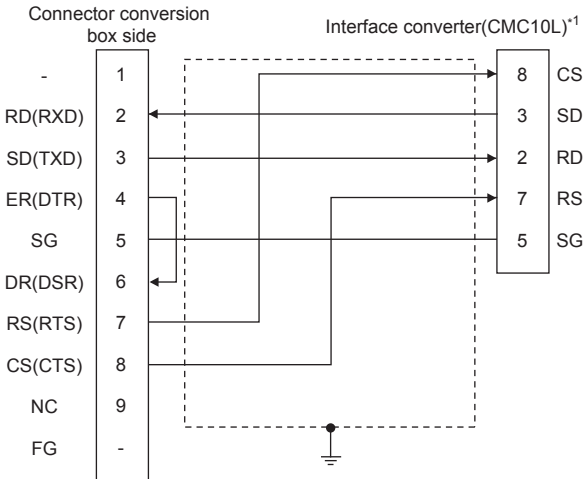 Connector conversion
box side
Interface converter(CMC10L)*1
- 1
RD(RXD) 2
SD(TXD) 3
ER(DTR) 4
SG 5
DR(DSR) 6
RS(RTS) 7
CS(CTS) 8
NC 9
FG -
8 CS
3 SD
2 RD
7 RS
5 SG